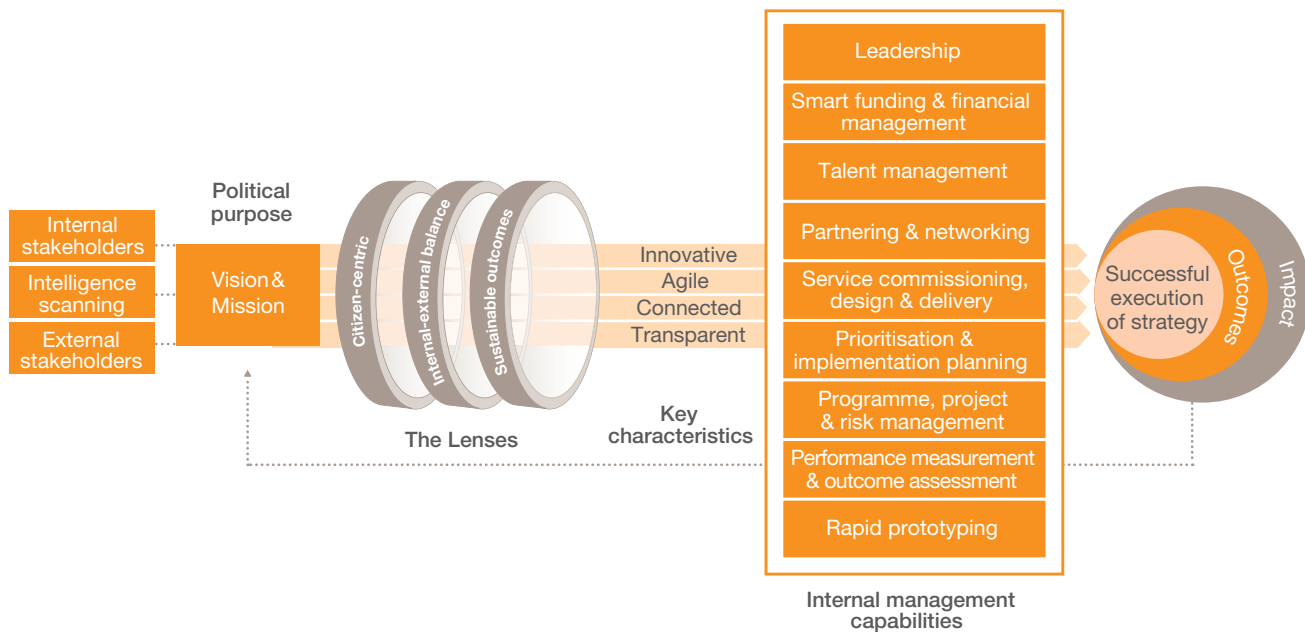 Internal
stakeholders
Intelligence
scanning
External
stakeholders
Political
purpose
Vision &
Mission
Citizen-centric
Internal-external balance
Sustainable outcomes
The Lenses
Innovative
Agile
Connected
Transparent
Key
characteristics
Leadership
Smart funding & financial
management
Talent management
Partnering & networking
Service commissioning,
design & delivery
Prioritisation &
implementation planning
Programme, project
& risk management
Performance measurement
& outcome assessment
Rapid prototyping
Internal management
capabilities
Successful
execution
of strategy
Outcomes
Impact